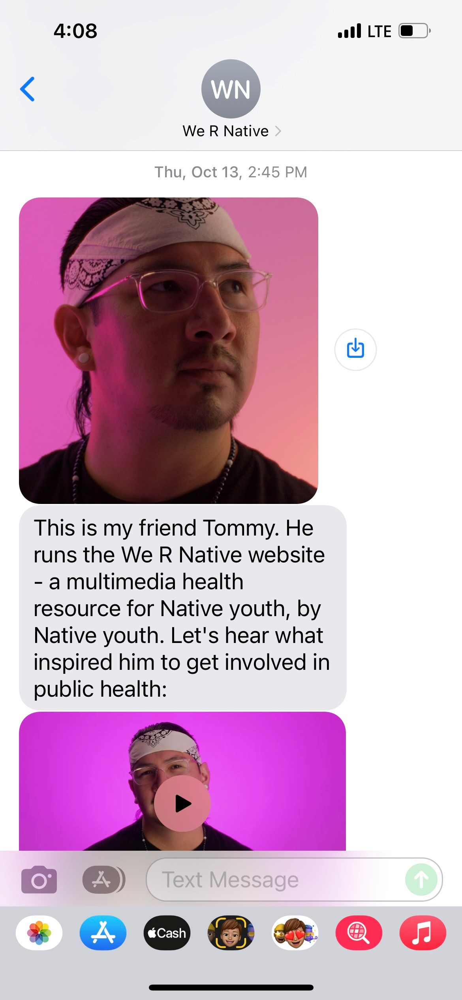 4:08
LTE
WN
We R Native
Thu, Oct 13, 2:45 PM
This is my friend Tommy. He
runs the We R Native website
- a multimedia health
resource for Native youth, by
Native youth. Let's hear what
inspired him to get involved in
public health:
Text Message
Cash